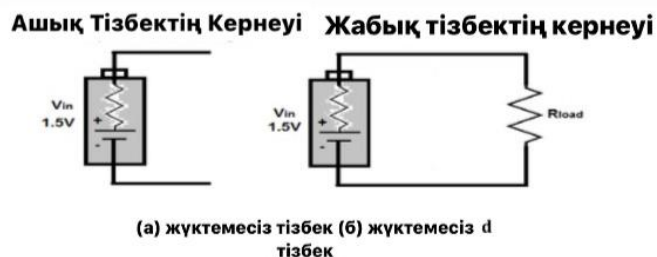 Ашық Тізбектің Кернеуі Жабық тізбектің кернеуі
Vin
1.5V
+
-
Vin
1.5V
+
-
Rload
(а) жүктемесіз тізбек (б) жүктемесіз d
тізбек